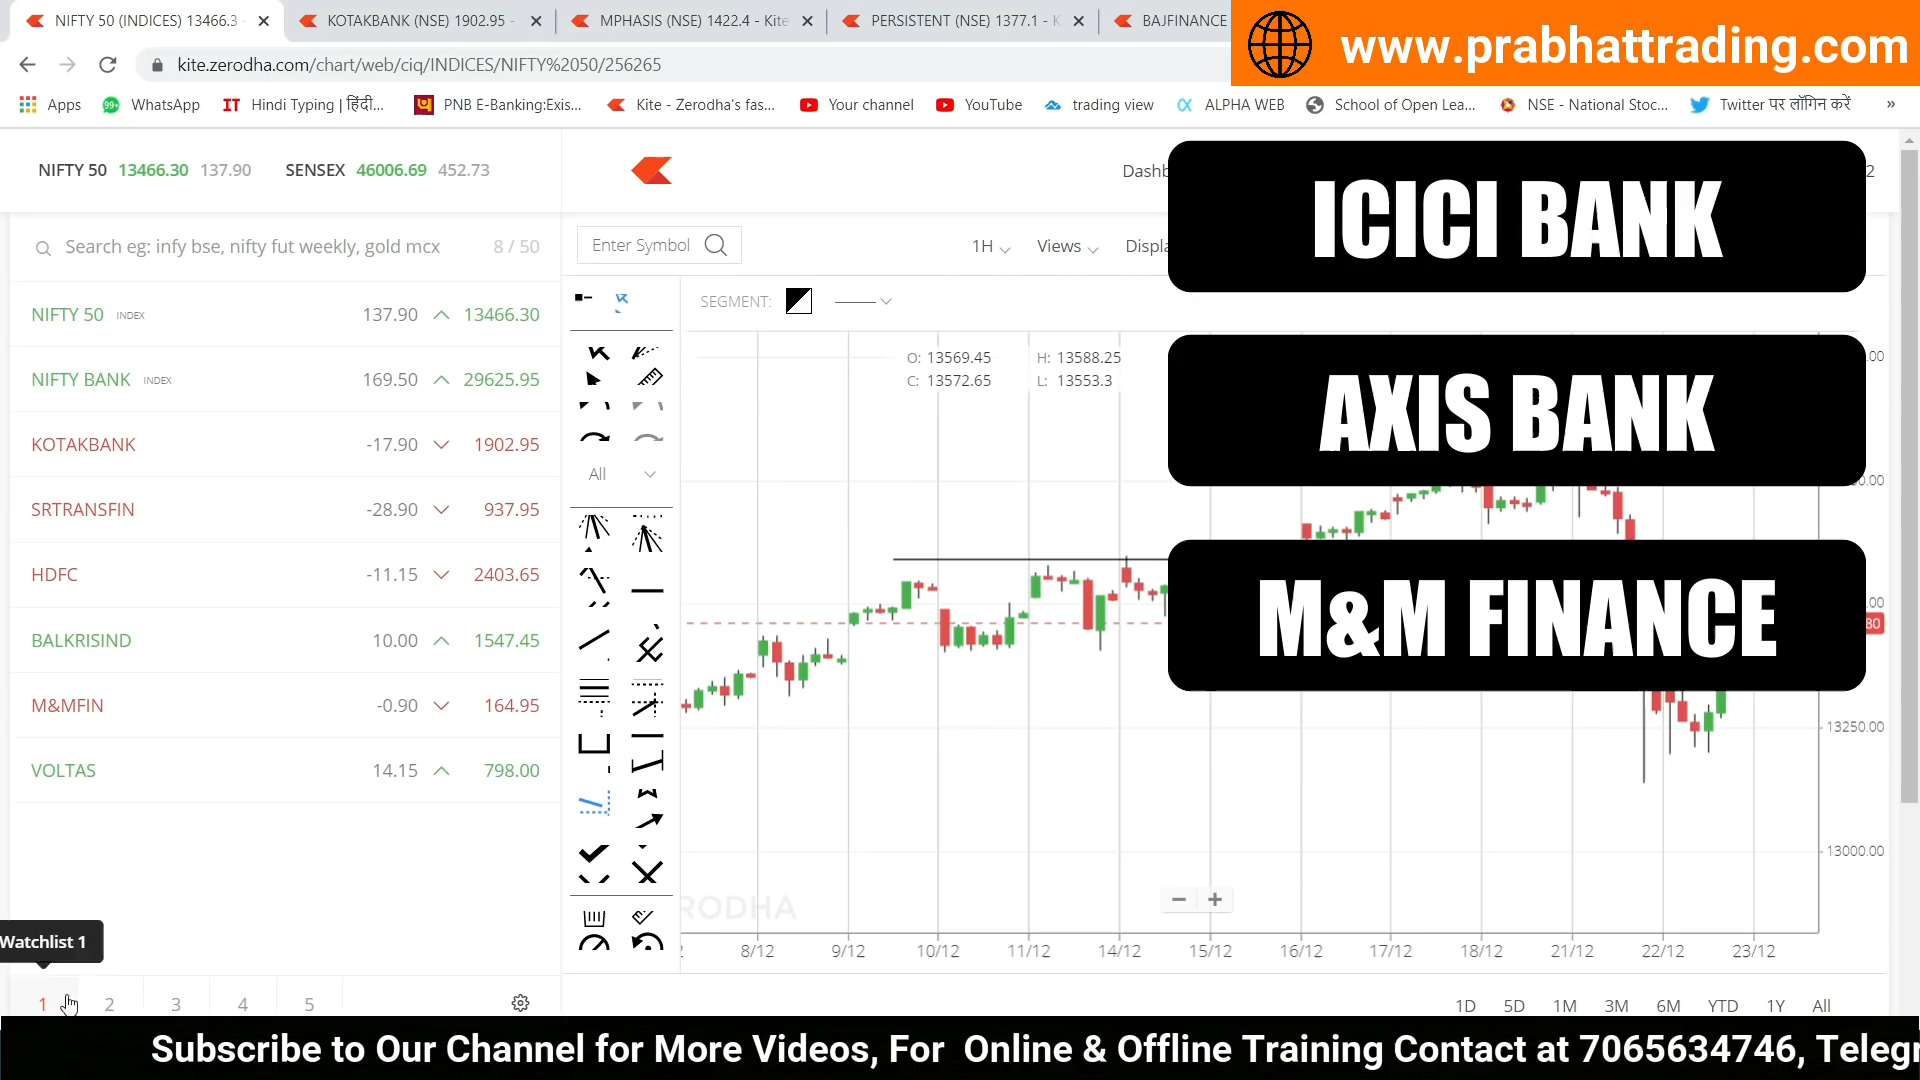 NIFTY 50 (INDICES) 13466.3 -
KOTAKBANK (NSE) 1902.95 -
MPHASIS (NSE) 1422.4 - Kite
PERSISTENT (NSE) 1377.1 - K
BAJFINANCE
www.prabhattrading.com
kite.zerodha.com/chart/web/ciq/INDICES/NIFTY%2050/256265
Apps
WhatsApp
IT Hindi Typing | हिंदी...
PNB E-Banking:Exis...
Kite - Zerodha's fas...
Your channel
YouTube
trading view
ALPHA WEB
School of Open Lea...
NSE - National Stoc...
Twitter पर लॉगिन करें
»
NIFTY 50 13466.30 137.90
SENSEX 46006.69 452.73
Search eg: infy bse, nifty fut weekly, gold mcx 8 / 50
NIFTY 50 INDEX 137.90 13466.30
NIFTY BANK INDEX 169.50 29625.95
KOTAKBANK -17.90 1902.95
SRTRANSFIN -28.90 937.95
HDFC -11.15 2403.65
BALKRISIND 10.00 1547.45
M&MFIN -0.90 164.95
VOLTAS 14.15 798.00
Watchlist 1
1 2 3 4 5
Enter Symbol
1H
Views
SEGMENT:
O: 13569.45 H: 13588.25
C: 13572.65 L: 13553.3
All
ICICI BANK
AXIS BANK
M&M FINANCE
80
13250.00
13000.00
8/12 9/12 10/12 11/12 14/12 15/12 16/12 17/12 18/12 21/12 22/12 23/12
1D 5D 1M 3M 6M YTD 1Y All
Subscribe to Our Channel for More Videos, For Online & Offline Training Contact at 7065634746,